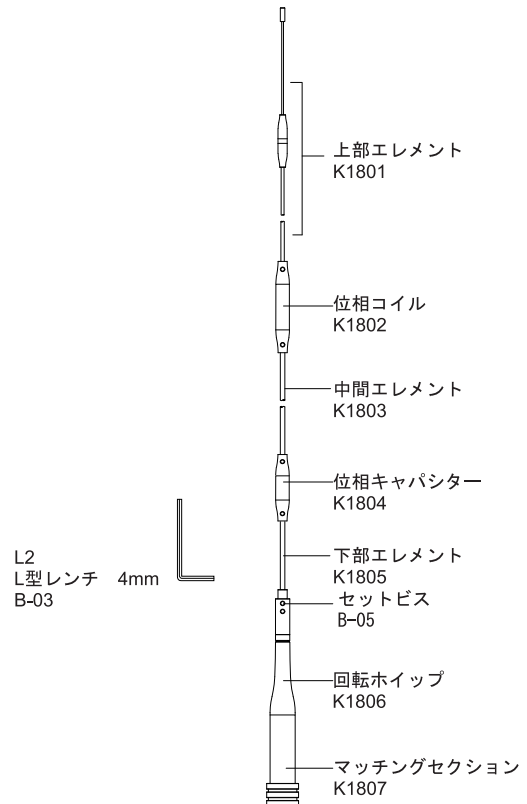 上部エレメント
K1801
位相コイル
K1802
中間エレメント
K1803
位相キャパシター
K1804
L2
L型レンチ 4mm
B-03
下部エレメント
K1805
セットビス
B-05
回転ホイップ
K1806
マッチングセクション
K1807